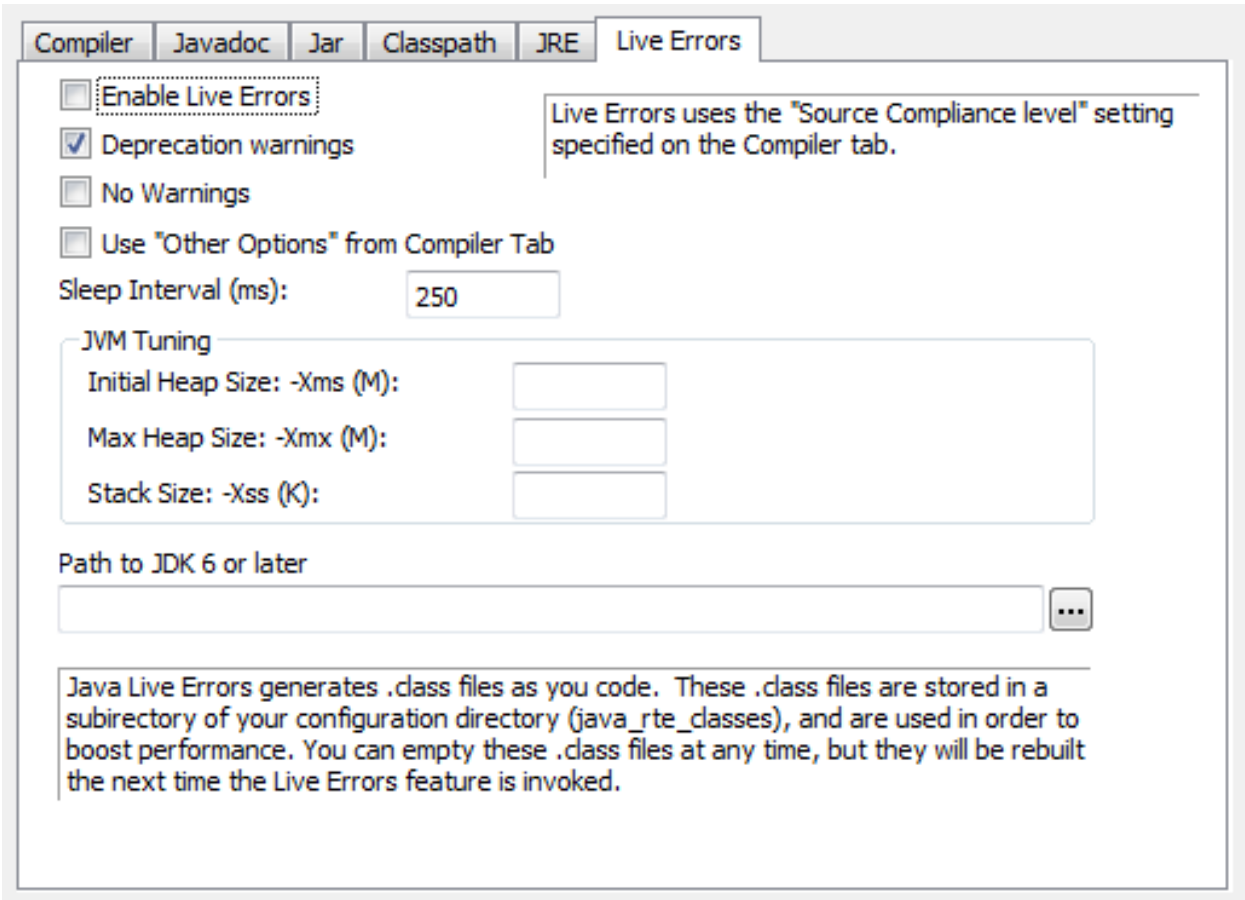 Compiler Javadoc Jar Classpath JRE Live Errors
Enable Live Errors
Live Errors uses the "Source Compliance level" setting
specified on the Compiler tab.
Deprecation warnings
No Warnings
Use "Other Options" from Compiler Tab
Sleep Interval (ms): 250
JVM Tuning
Initial Heap Size: -Xms (M):
Max Heap Size: -Xmx (M):
Stack Size: -Xss (K):
Path to JDK 6 or later
...
Java Live Errors generates .class files as you code.  These .class files are stored in a
subirectory of your configuration directory (java_rte_classes), and are used in order to
boost performance. You can empty these .class files at any time, but they will be rebuilt
the next time the Live Errors feature is invoked.